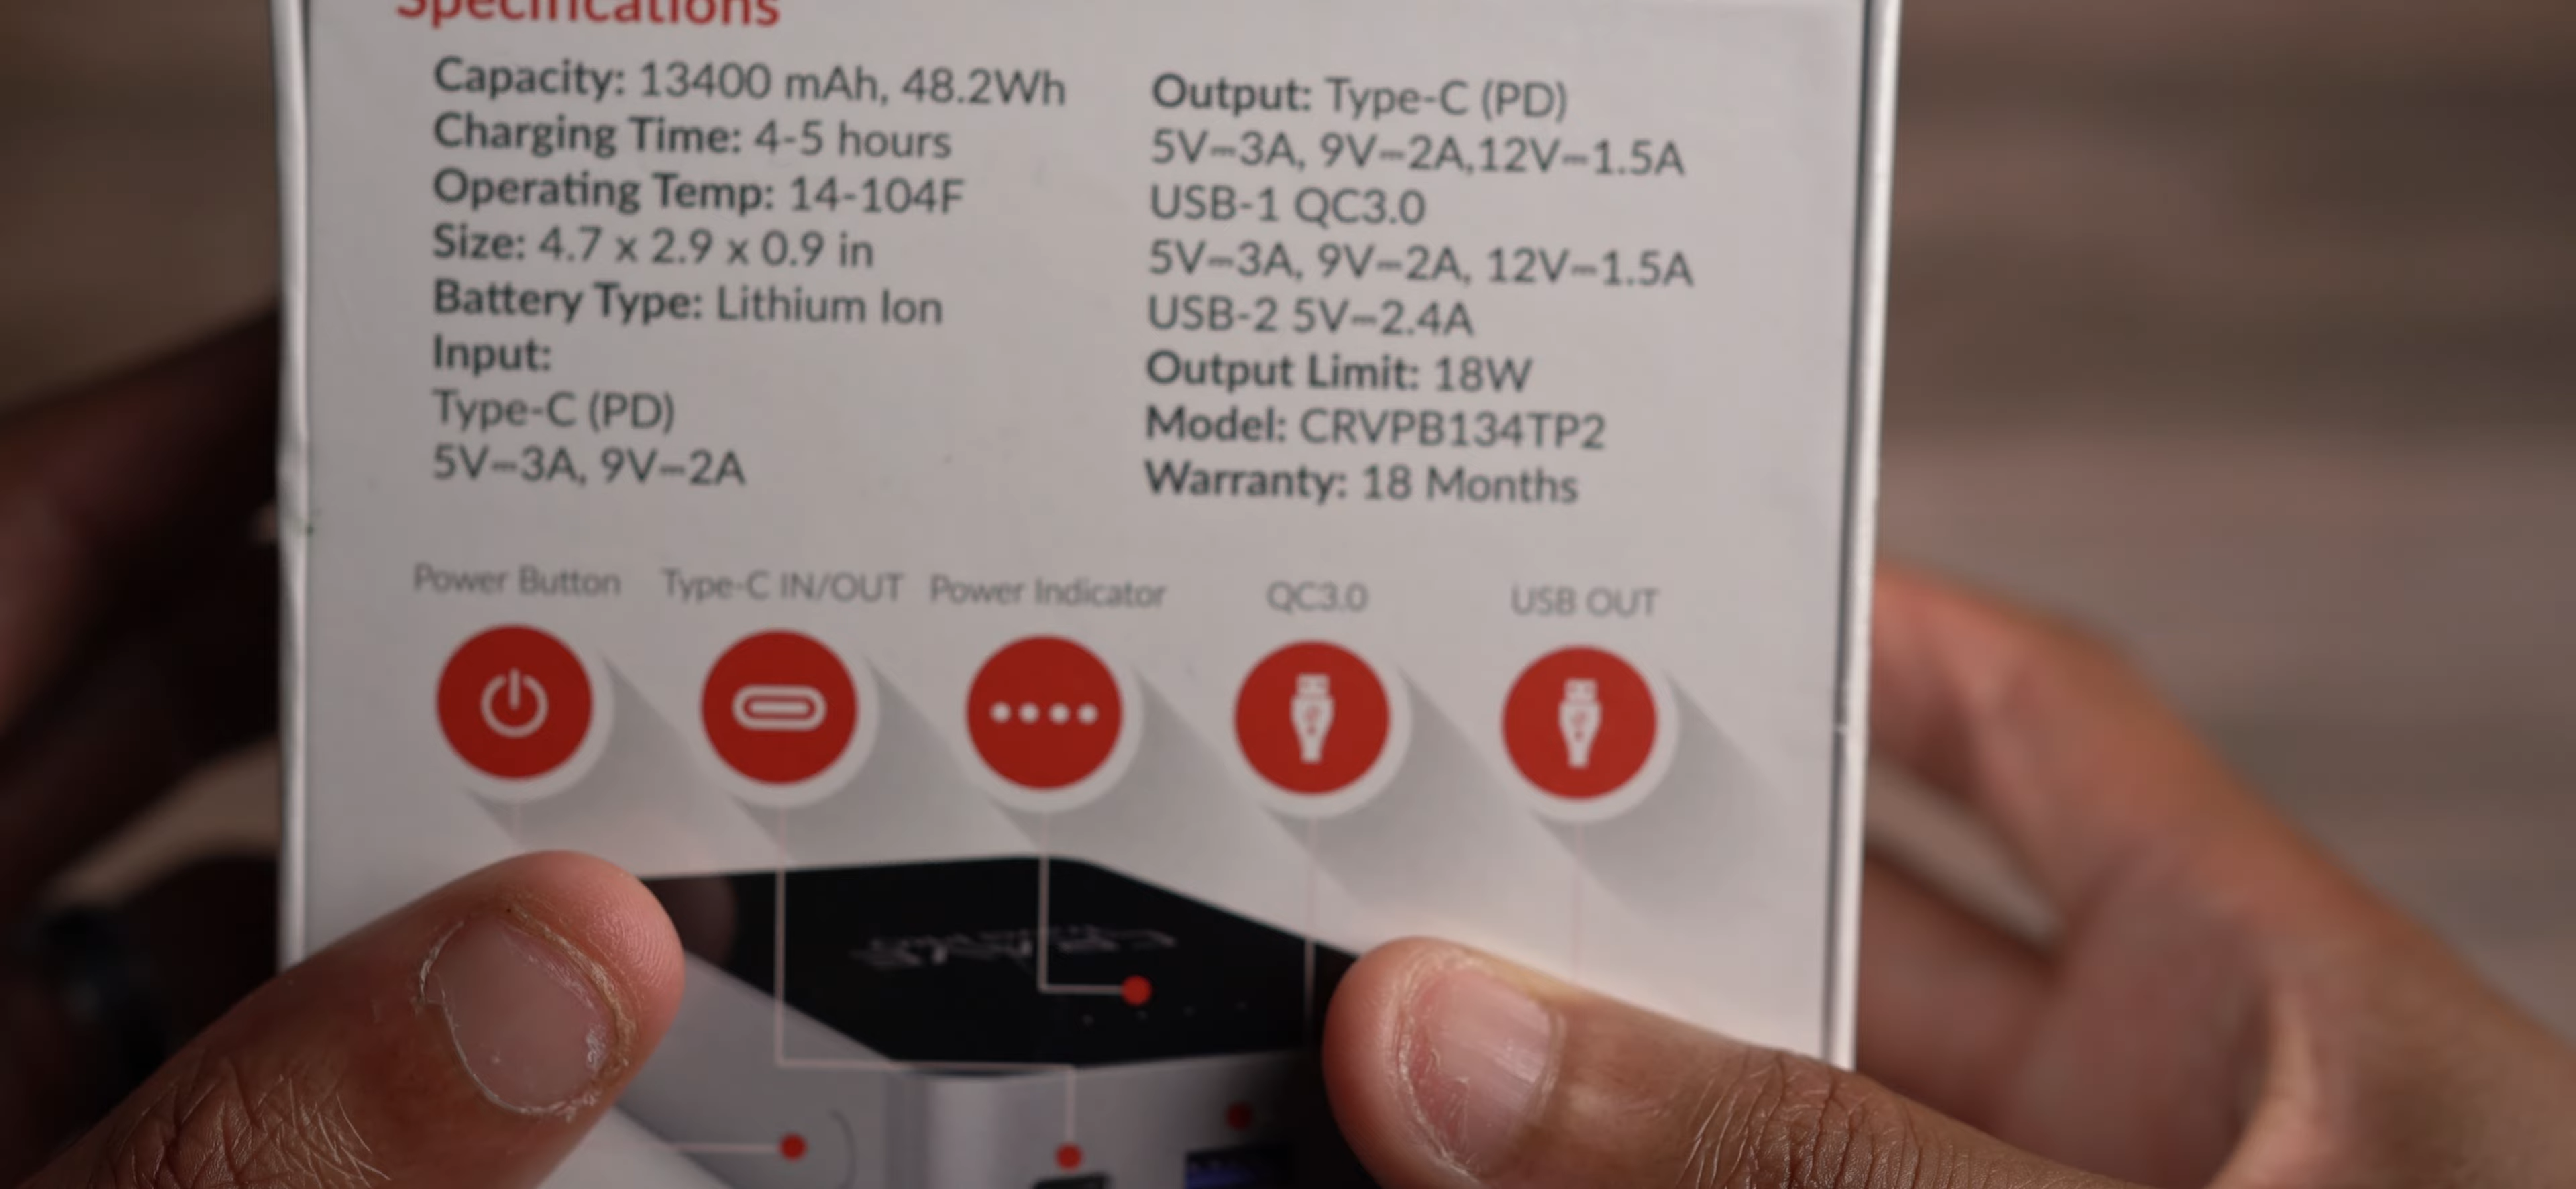 Specifications
Capacity: 13400 mAh, 48.2Wh
Charging Time: 4-5 hours
Operating Temp: 14-104F
Size: 4.7 x 2.9 x 0.9 in
Battery Type: Lithium Ion
Input:
Type-C (PD)
5V⎓3A, 9V⎓2A
Output: Type-C (PD)
5V⎓3A, 9V⎓2A,12V⎓1.5A
USB-1 QC3.0
5V⎓3A, 9V⎓2A, 12V⎓1.5A
USB-2 5V⎓2.4A
Output Limit: 18W
Model: CRVPB134TP2
Warranty: 18 Months
Power Button
Type-C IN/OUT
Power Indicator
QC3.0
USB OUT